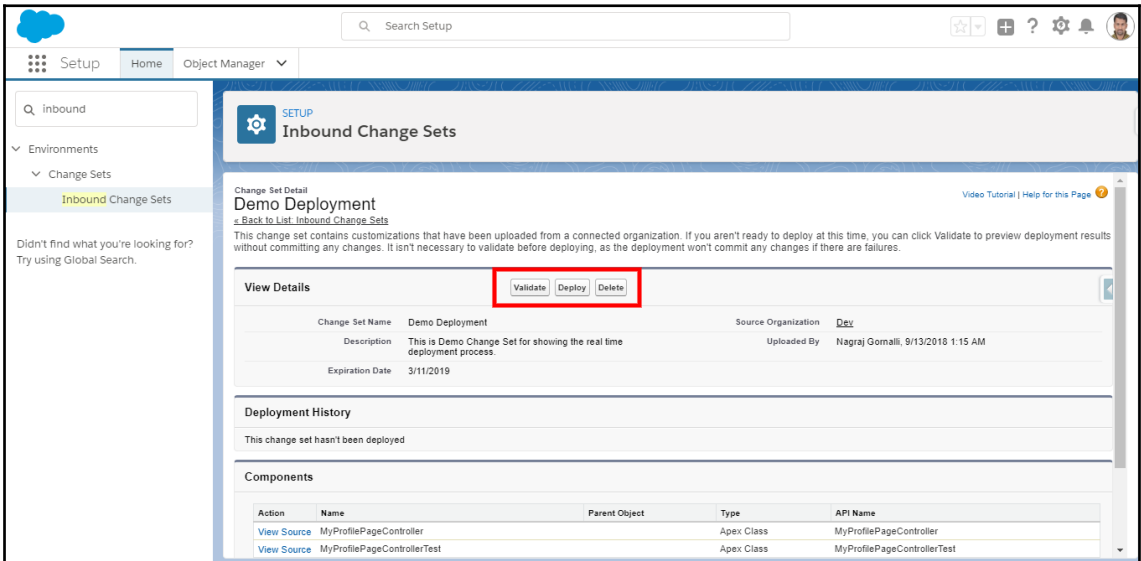 Search Setup
Setup
Home
Object Manager
inbound
Environments
Change Sets
Inbound Change Sets
Didn't find what you're looking for?
Try using Global Search.
SETUP
Inbound Change Sets
Change Set Detail
Demo Deployment
« Back to List: Inbound Change Sets
Video Tutorial | Help for this Page
This change set contains customizations that have been uploaded from a connected organization. If you aren't ready to deploy at this time, you can click Validate to preview deployment results
without committing any changes. It isn't necessary to validate before deploying, as the deployment won't commit any changes if there are failures.
View Details
Validate Deploy Delete
Change Set Name Demo Deployment Source Organization Dev
Description This is Demo Change Set for showing the real time Uploaded By Nagraj Gornalli, 9/13/2018 1:15 AM
deployment process.
Expiration Date 3/11/2019
Deployment History
This change set hasn't been deployed
Components
Action Name Parent Object Type API Name
View Source MyProfilePageController Apex Class MyProfilePageController
View Source MyProfilePageControllerTest Apex Class MyProfilePageControllerTest